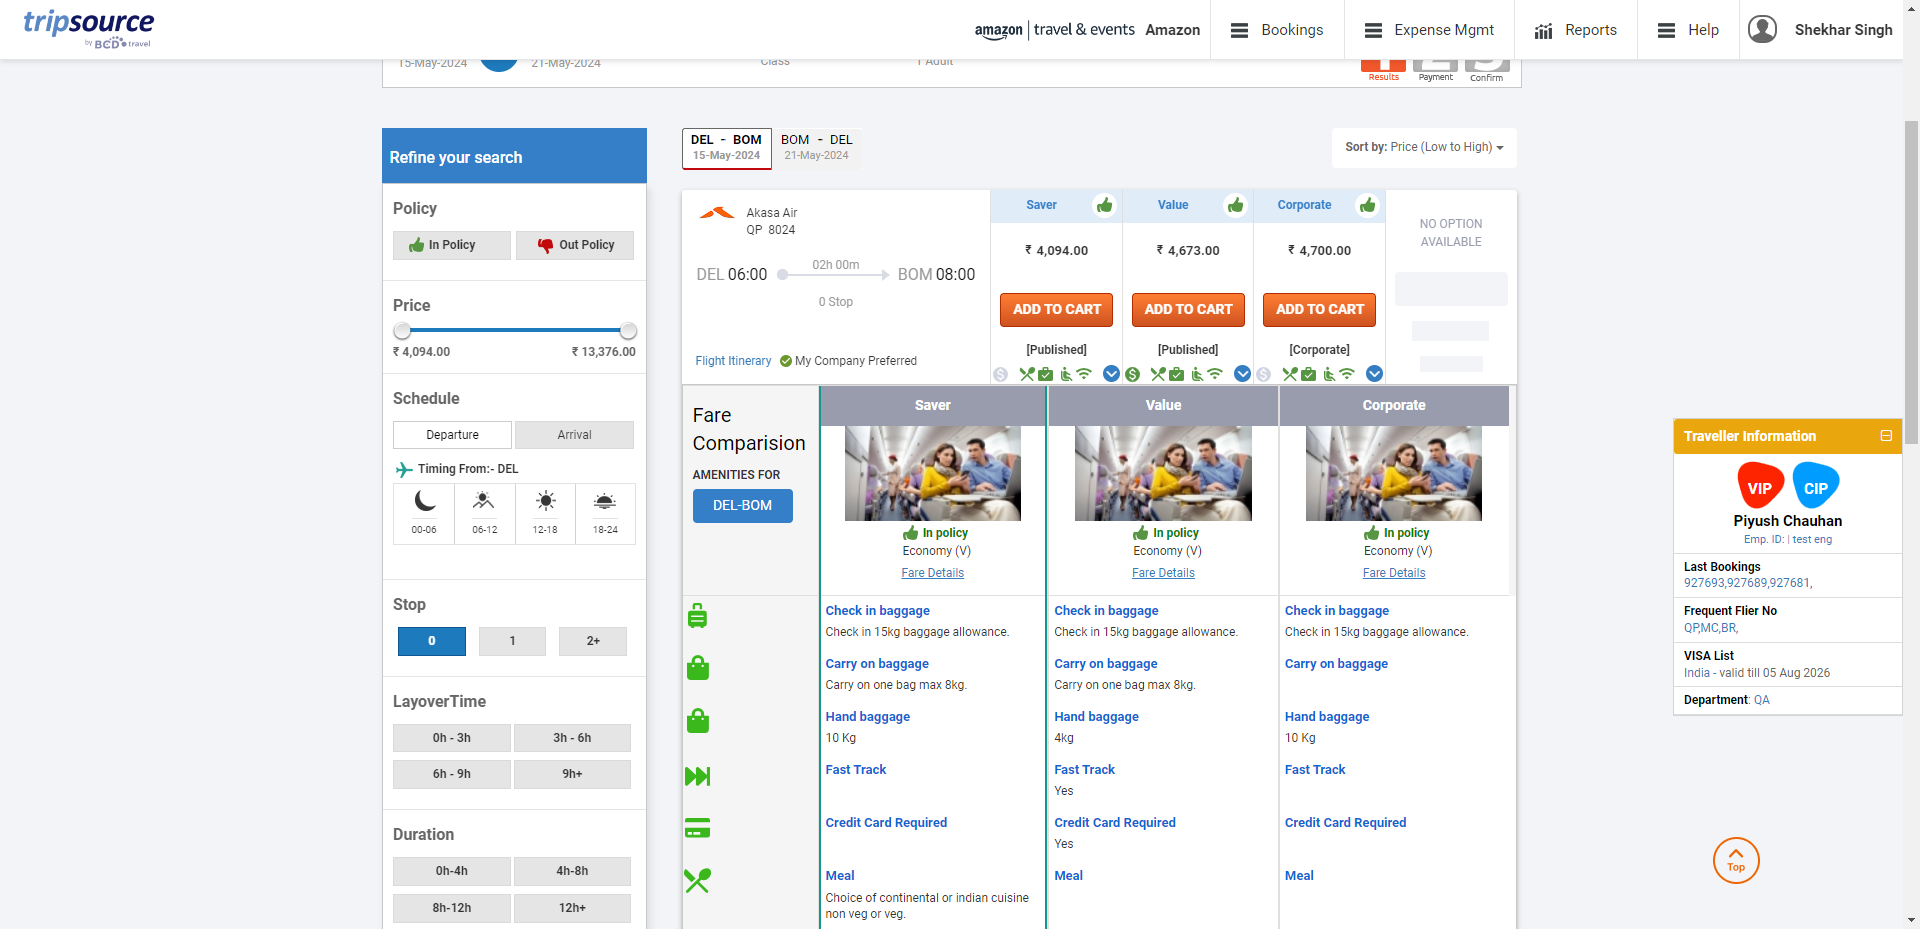 tripsource
by BCD travel
amazon | travel & events Amazon
Bookings
Expense Mgmt
Reports
Help
Shekhar Singh
15-May-2024
21-May-2024
Class
1 Adult
Results
Payment
Confirm
Refine your search
Policy
In Policy
Out Policy
Price
₹ 4,094.00
₹ 13,376.00
Schedule
Departure
Arrival
Timing From:- DEL
00-06
06-12
12-18
18-24
Stop
0
1
2+
LayoverTime
0h - 3h
3h - 6h
6h - 9h
9h+
Duration
0h-4h
4h-8h
8h-12h
12h+
DEL - BOM
15-May-2024
BOM - DEL
21-May-2024
Sort by: Price (Low to High)
Akasa Air
QP 8024
DEL 06:00
02h 00m
BOM 08:00
0 Stop
Flight Itinerary
My Company Preferred
Saver
₹ 4,094.00
ADD TO CART
[Published]
Value
₹ 4,673.00
ADD TO CART
[Published]
Corporate
₹ 4,700.00
ADD TO CART
[Corporate]
NO OPTION
AVAILABLE
Fare
Comparision
AMENITIES FOR
DEL-BOM
Saver
Value
Corporate
In policy
Economy (V)
Fare Details
In policy
Economy (V)
Fare Details
In policy
Economy (V)
Fare Details
Check in baggage
Check in 15kg baggage allowance.
Check in baggage
Check in 15kg baggage allowance.
Check in baggage
Check in 15kg baggage allowance.
Carry on baggage
Carry on one bag max 8kg.
Carry on baggage
Carry on one bag max 8kg.
Carry on baggage
Hand baggage
10 Kg
Hand baggage
4kg
Hand baggage
10 Kg
Fast Track
Fast Track
Yes
Fast Track
Credit Card Required
Credit Card Required
Yes
Credit Card Required
Meal
Choice of continental or indian cuisine
non veg or veg.
Meal
Meal
Traveller Information
VIP
CIP
Piyush Chauhan
Emp. ID: | test eng
Last Bookings
927693,927689,927681,
Frequent Flier No
QP,MC,BR,
VISA List
India - valid till 05 Aug 2026
Department: QA
Top